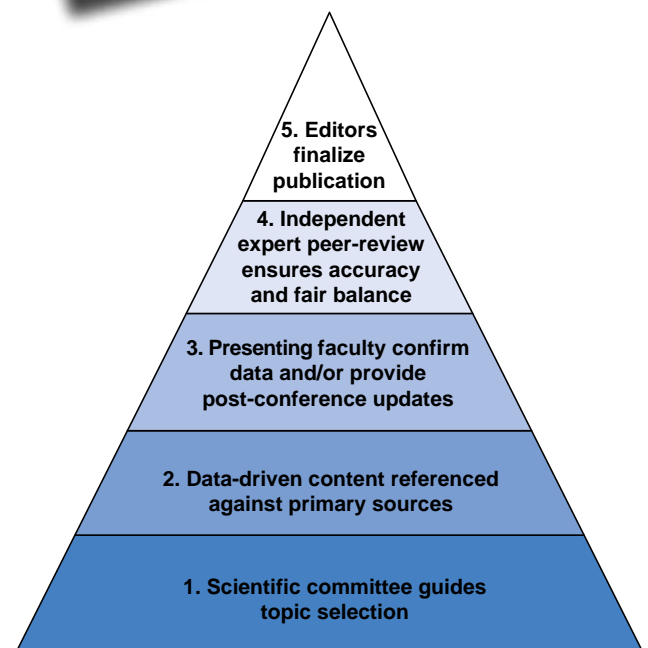 5. Editors
finalize
publication
4. Independent
expert peer-review
ensures accuracy
and fair balance
3. Presenting faculty confirm
data and/or provide
post-conference updates
2. Data-driven content referenced
against primary sources
1. Scientific committee guides
topic selection